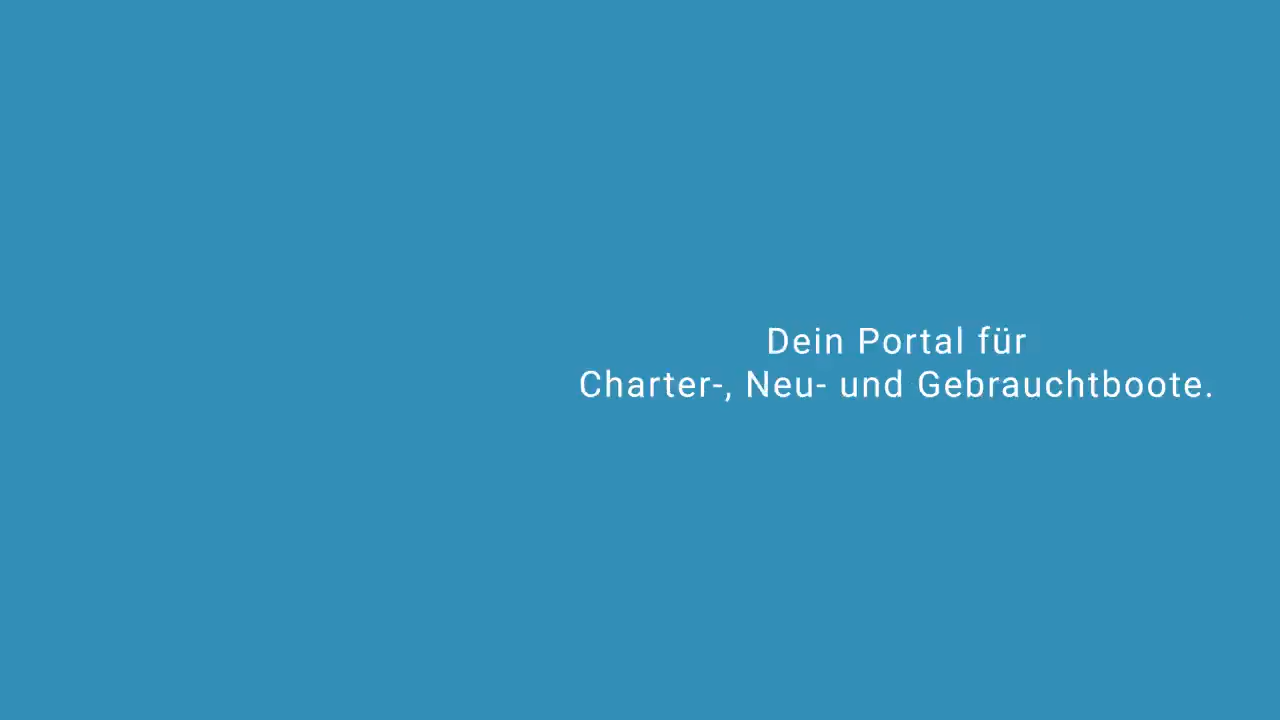 Dein Portal für
Charter-, Neu- und Gebrauchtboote.